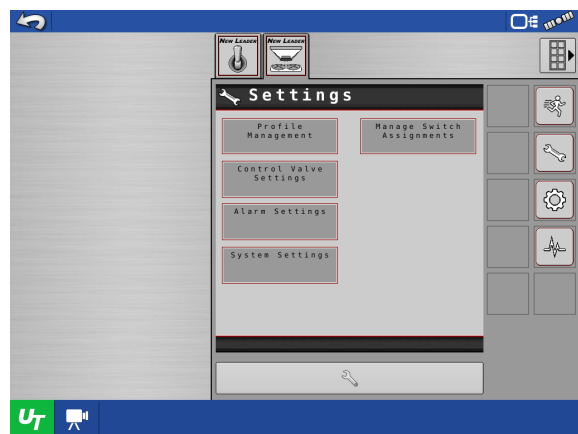 NEW LEADER
NEW LEADER
Settings
Profile
Management
Manage Switch
Assignments
Control Valve
Settings
Alarm Settings
System Settings
UT